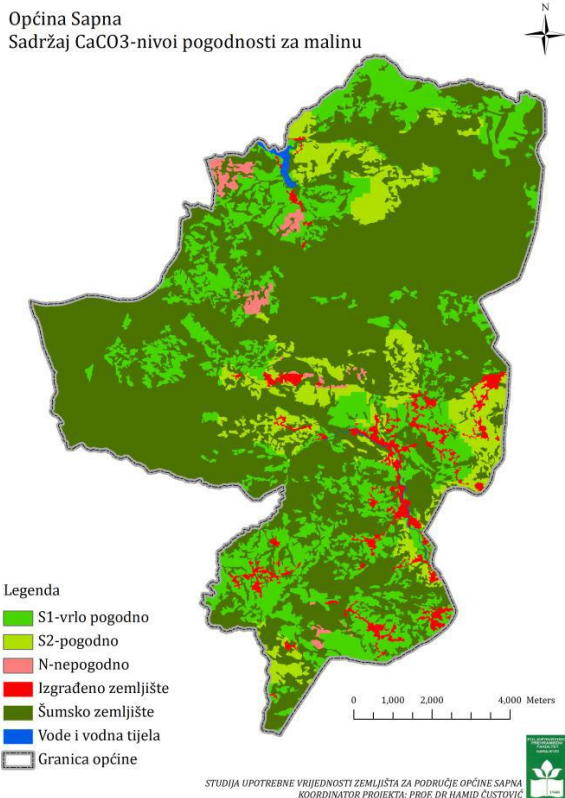 Općina Sapna
Sadržaj CaCO3-nivoi pogodnosti za malinu
N
Legenda
S1-vrlo pogodno
S2-pogodno
N-nepogodno
Izgrađeno zemljište
Šumsko zemljište
Vode i vodna tijela
Granica općine
0 1,000 2,000 4,000 Meters
STUDIJA UPOTREBNE VRIJEDNOSTI ZEMLJIŠTA ZA PODRUČJE OPĆINE SAPNA
KOORDINATOR PROJEKTA: PROF. DR HAMID ČUSTOVIĆ